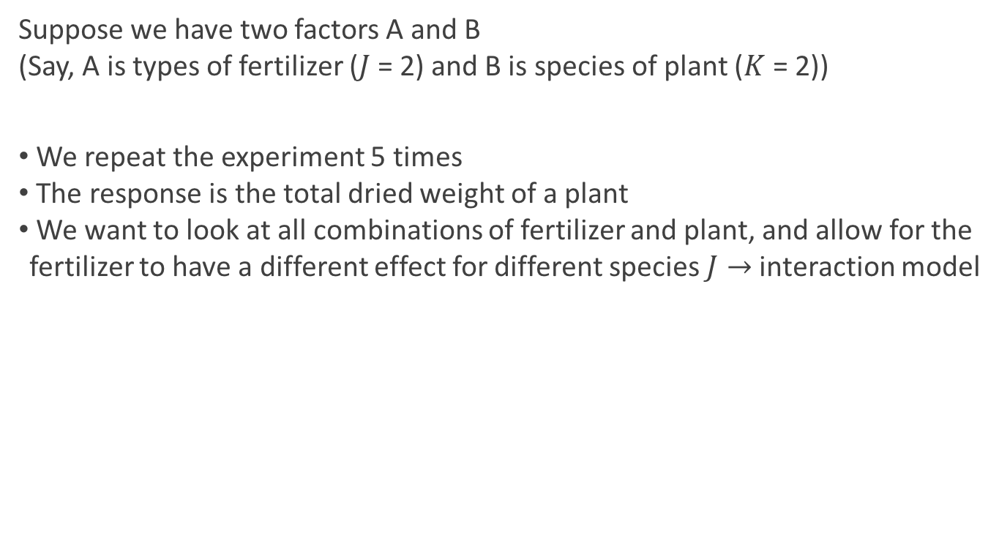 Suppose we have two factors A and B
(Say, A is types of fertilizer (J = 2) and B is species of plant (K = 2))
• We repeat the experiment 5 times
• The response is the total dried weight of a plant
• We want to look at all combinations of fertilizer and plant, and allow for the
fertilizer to have a different effect for different species J → interaction model